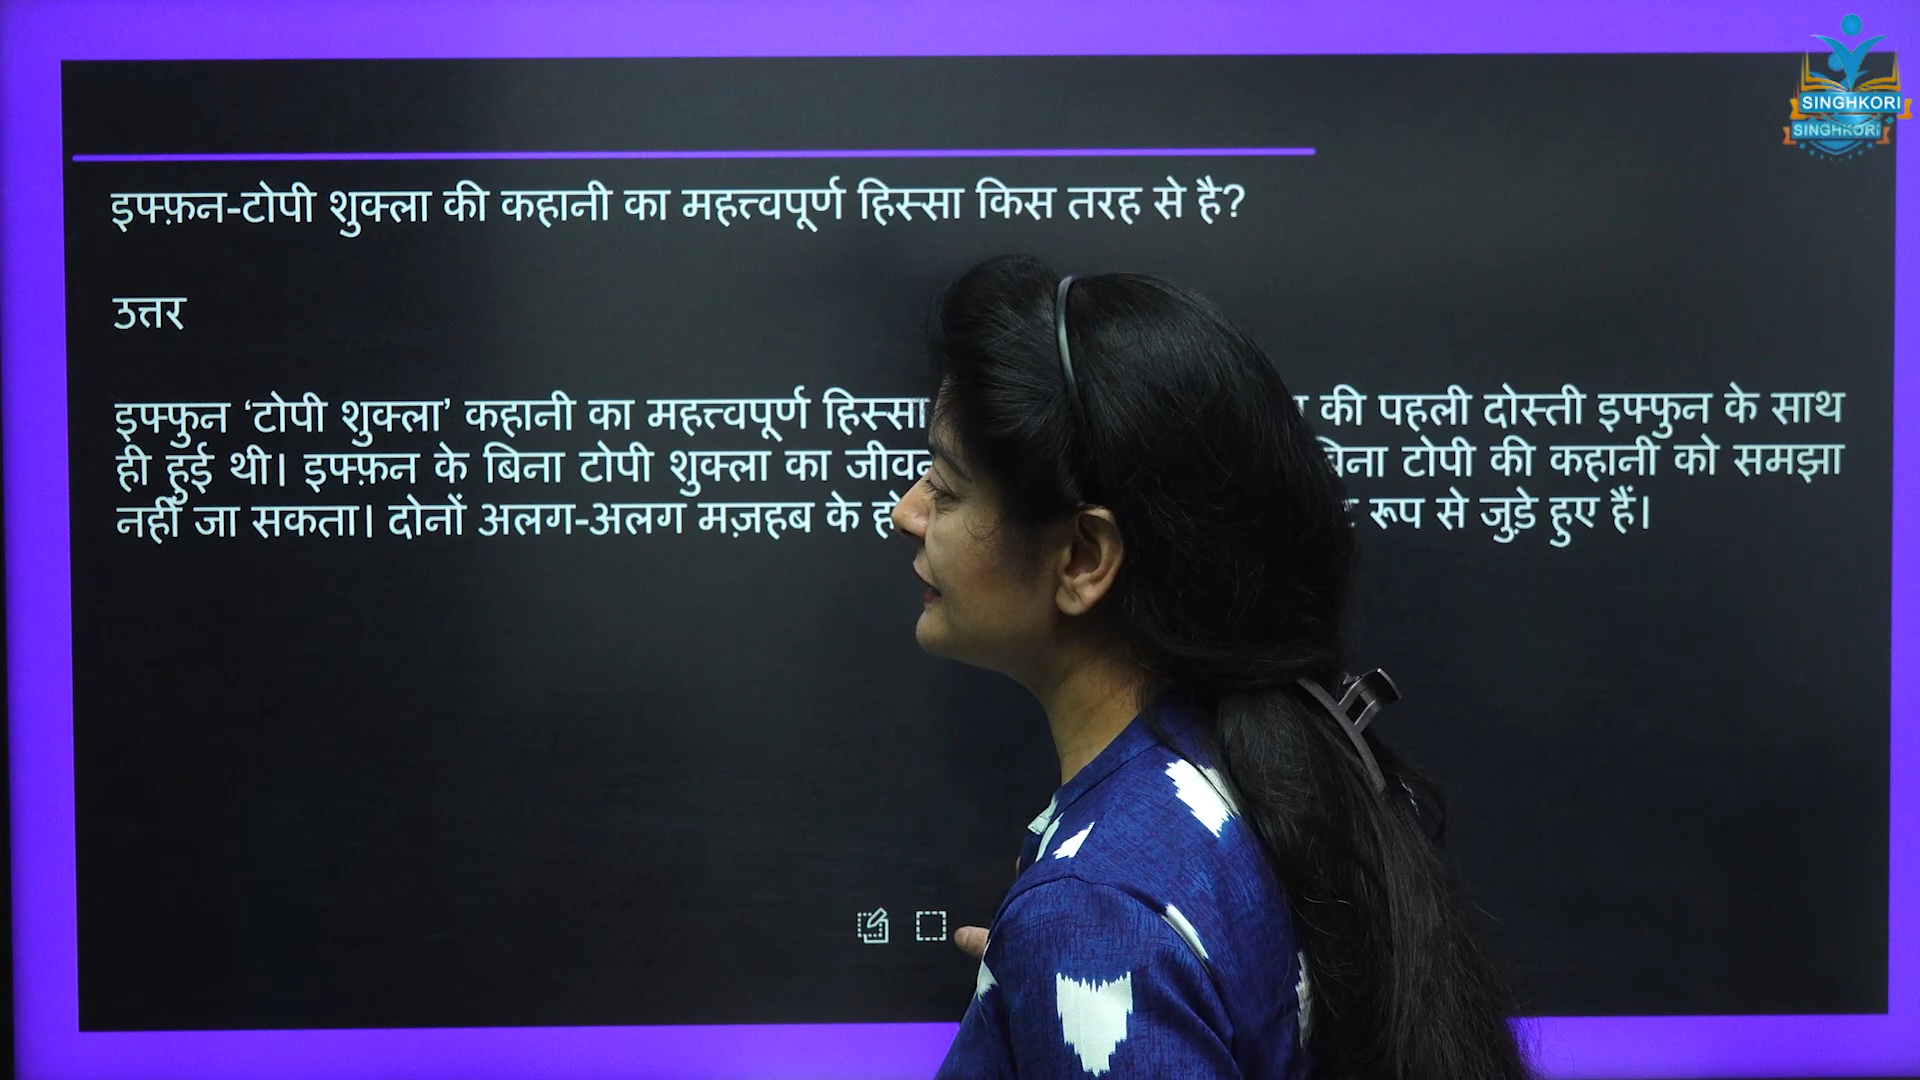 SINGHKORI
SINGHKORI
इफ्फ़न-टोपी शुक्ला की कहानी का महत्त्वपूर्ण हिस्सा किस तरह से है?
उत्तर
इफ्फुन ‘टोपी शुक्ला’ कहानी का महत्त्वपूर्ण हिस्सा की पहली दोस्ती इफ्फुन के साथ
ही हुई थी। इफ्फ़न के बिना टोपी शुक्ला का टोपी की कहानी को समझा
नहीं जा सकता। दोनों अलग-अलग मज़हब के रूप से जुड़े हुए हैं।